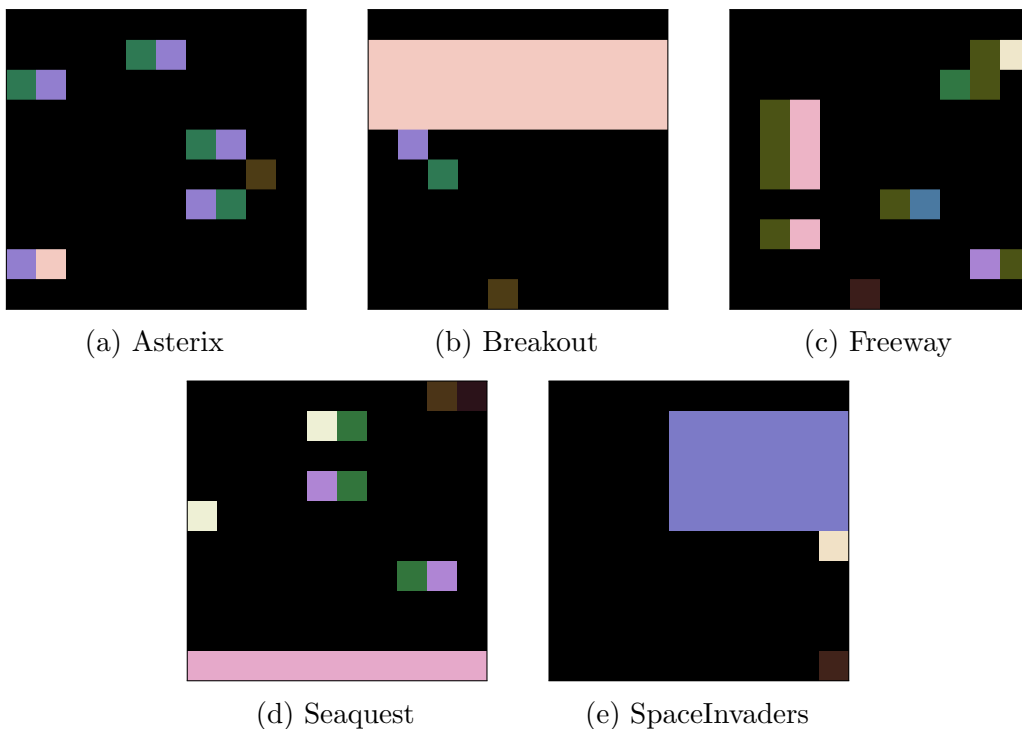 (a) Asterix
(b) Breakout
(c) Freeway
(d) Seaquest
(e) SpaceInvaders